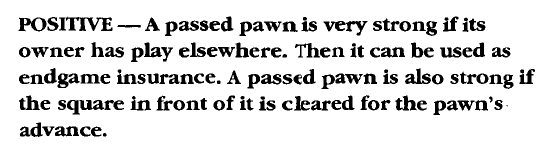 POSITIVE — A passed pawn is very strong if its
owner has play elsewhere. Then it can be used as
endgame insurance. A passed pawn is also strong if
the square in front of it is cleared for the pawn's
advance.